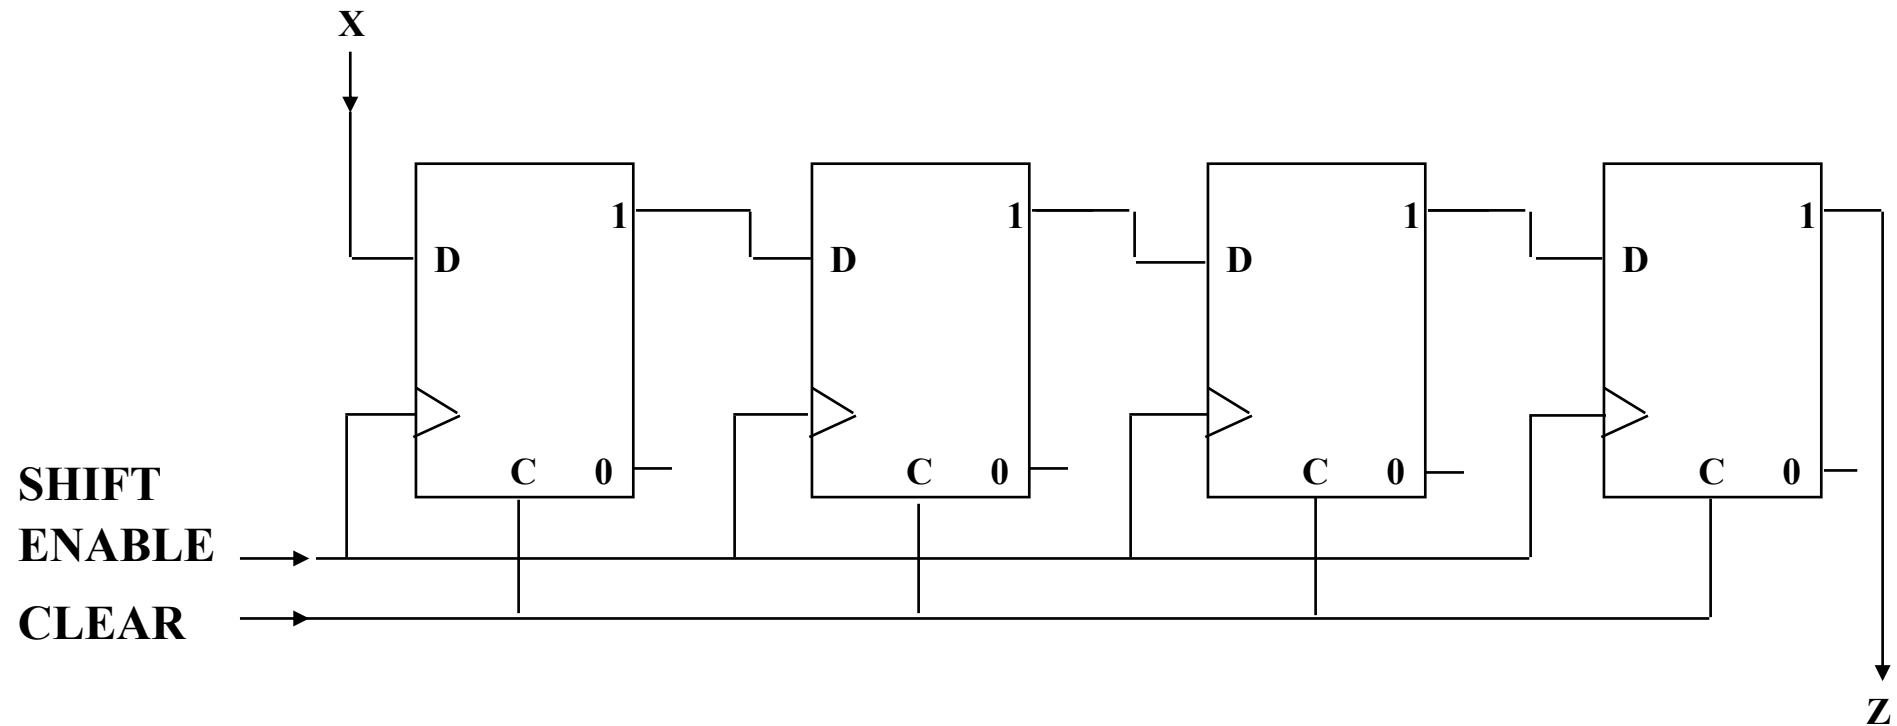 X
1 1 1 1
D D D D
C 0 C 0 C 0 C 0
SHIFT
ENABLE
CLEAR
Z